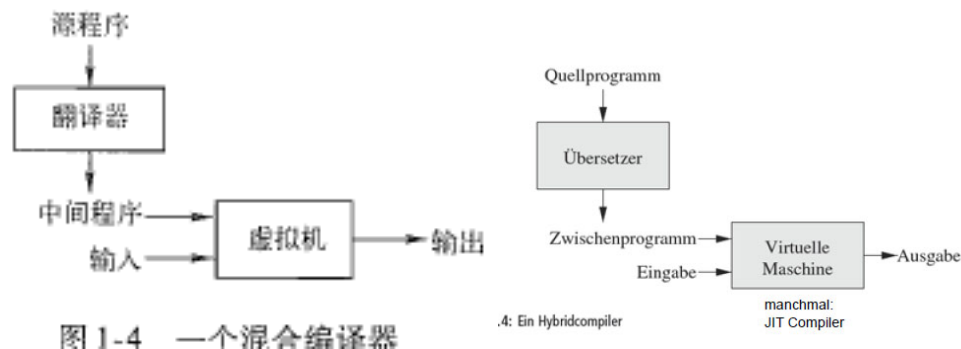 源程序
翻译器
中间程序
输入
虚拟机
输出
图1-4 一个混合编译器
Quellprogramm
Übersetzer
Zwischenprogramm
Eingabe
Virtuelle
Maschine
Ausgabe
manchmal:
JIT Compiler
.4: Ein Hybridcompiler